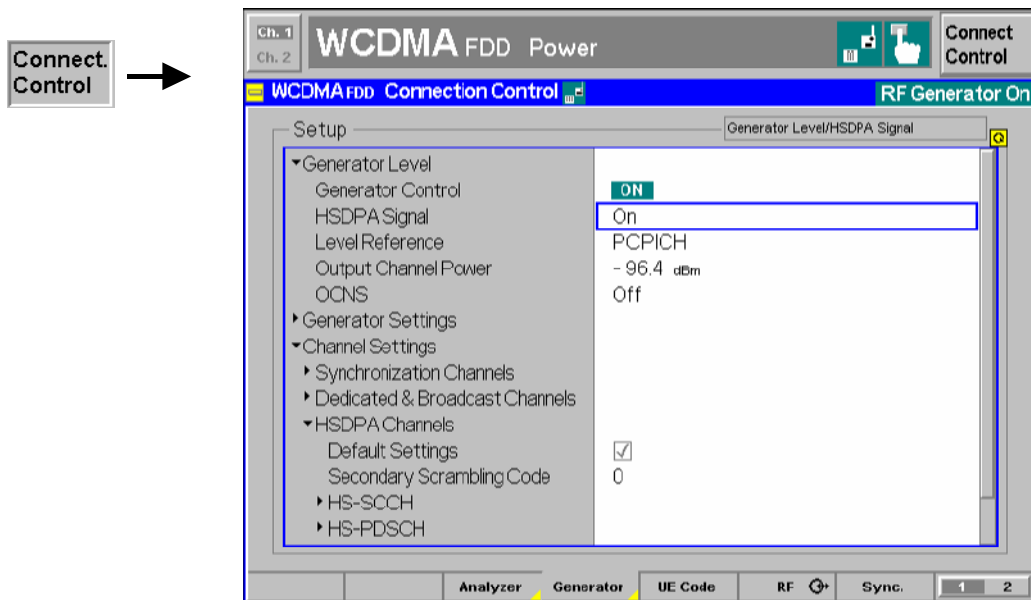 Connect.
Control
Ch. 1
Ch. 2
WCDMA FDD Power
Connect
Control
WCDMA FDD Connection Control
RF Generator On
Setup
Generator Level/HSDPA Signal
Generator Level
Generator Control ON
HSDPA Signal On
Level Reference PCPICH
Output Channel Power - 96.4 dBm
OCNS Off
Generator Settings
Channel Settings
Synchronization Channels
Dedicated & Broadcast Channels
HSDPA Channels
Default Settings
Secondary Scrambling Code 0
HS-SCCH
HS-PDSCH
Analyzer Generator UE Code RF Sync. 1 2